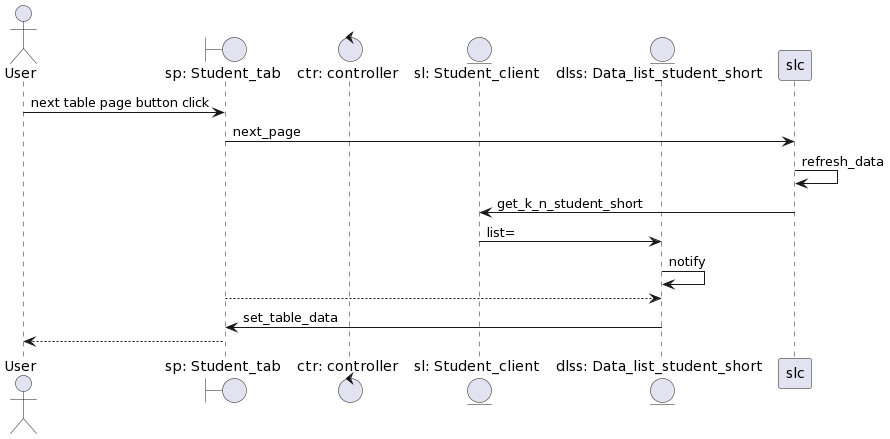 User
sp: Student_tab
ctr: controller
sl: Student_client
dlss: Data_list_student_short
slc
next table page button click
next_page
refresh_data
get_k_n_student_short
list=
notify
set_table_data
User
sp: Student_tab
ctr: controller
sl: Student_client
dlss: Data_list_student_short
slc